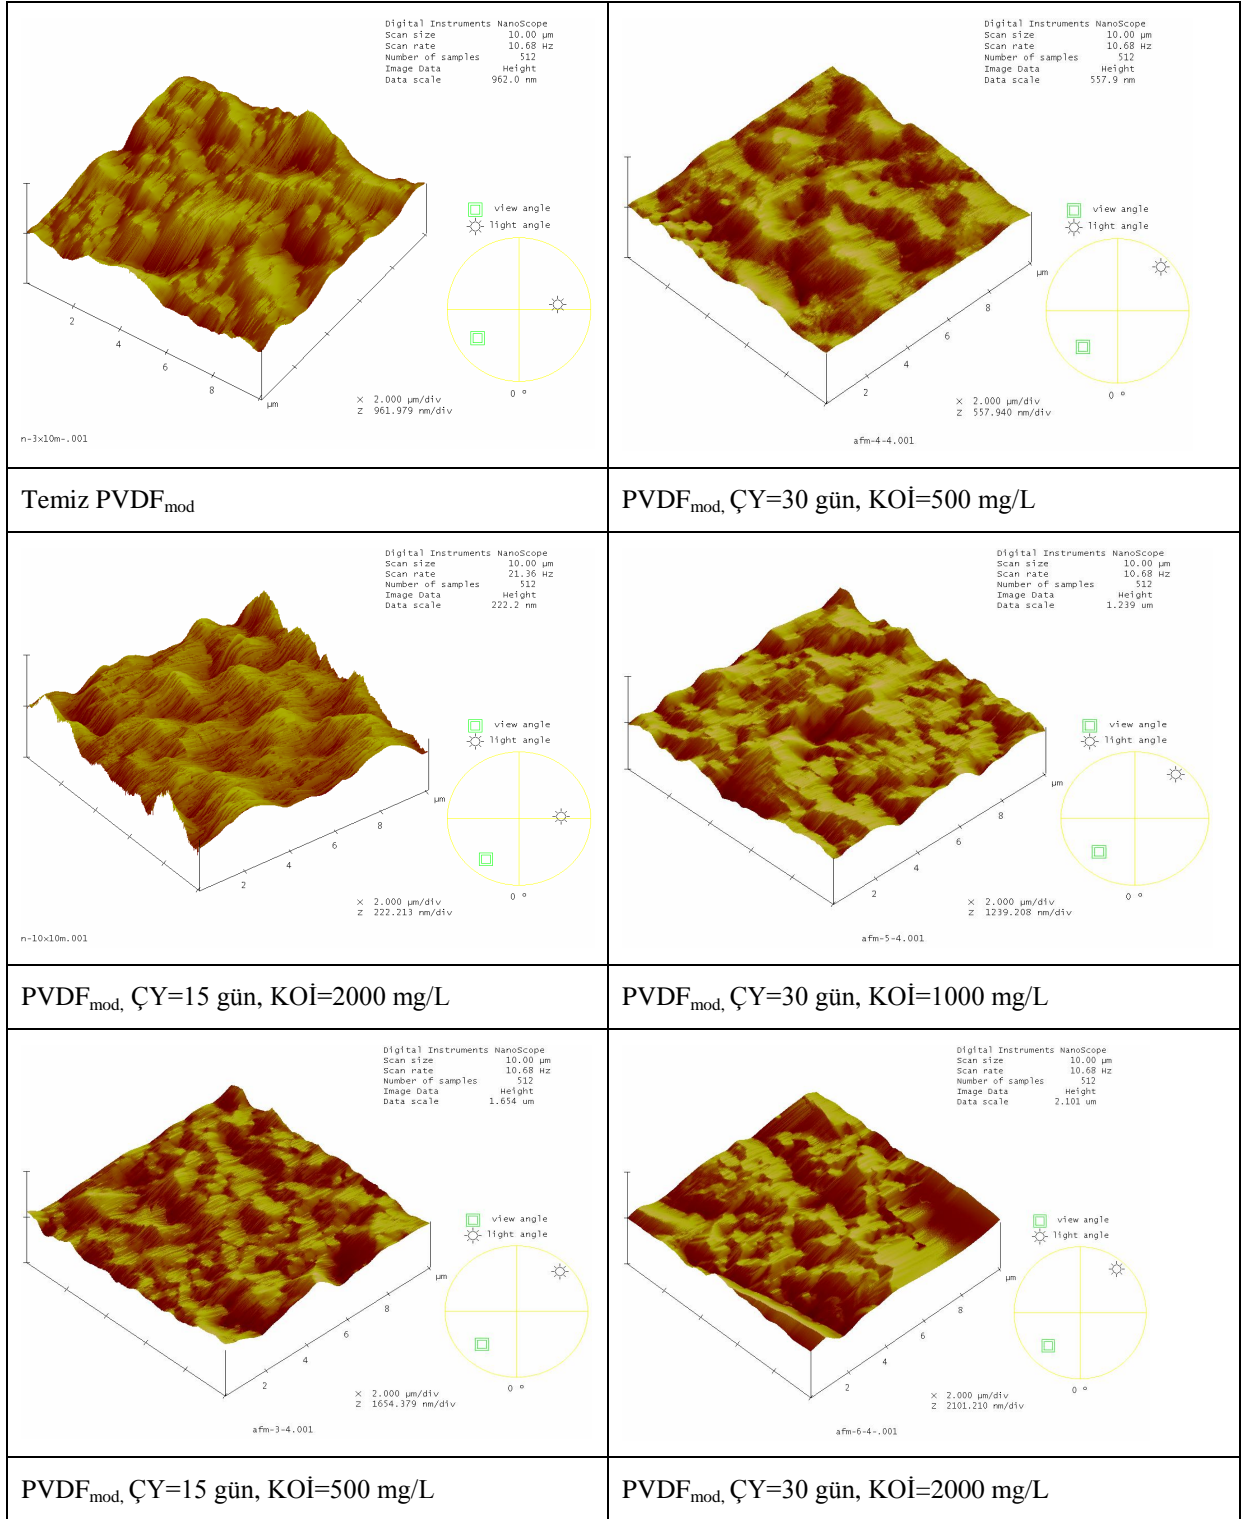 Digital Instruments NanoScope
Scan size 10.00 µm
Scan rate 10.68 Hz
Number of samples 512
Image Data Height
Data scale 962.0 nm
view angle
light angle
2
4
6
8
µm
0 º
X 2.000 µm/div
Z 961.979 nm/div
n-3x10m-.001
Digital Instruments NanoScope
Scan size 10.00 µm
Scan rate 10.68 Hz
Number of samples 512
Image Data Height
Data scale 557.9 nm
view angle
light angle
µm
8
6
4
2
0 º
X 2.000 µm/div
Z 557.940 nm/div
afm-4-4.001
Temiz PVDFmod
PVDFmod, ÇY=30 gün, KOİ=500 mg/L
Digital Instruments NanoScope
Scan size 10.00 µm
Scan rate 21.36 Hz
Number of samples 512
Image Data Height
Data scale 222.2 nm
view angle
light angle
µm
8
6
4
2
0 º
X 2.000 µm/div
Z 222.213 nm/div
n-10x10m.001
Digital Instruments NanoScope
Scan size 10.00 µm
Scan rate 10.68 Hz
Number of samples 512
Image Data Height
Data scale 1.239 um
view angle
light angle
µm
8
6
4
2
0 º
X 2.000 µm/div
Z 1239.208 nm/div
afm-5-4.001
PVDFmod, ÇY=15 gün, KOİ=2000 mg/L
PVDFmod, ÇY=30 gün, KOİ=1000 mg/L
Digital Instruments NanoScope
Scan size 10.00 µm
Scan rate 10.68 Hz
Number of samples 512
Image Data Height
Data scale 1.654 um
view angle
light angle
µm
8
6
4
2
0 º
X 2.000 µm/div
Z 1654.379 nm/div
afm-3-4.001
Digital Instruments NanoScope
Scan size 10.00 µm
Scan rate 10.68 Hz
Number of samples 512
Image Data Height
Data scale 2.101 um
view angle
light angle
µm
8
6
4
2
0 º
X 2.000 µm/div
Z 2101.210 nm/div
afm-6-4-.001
PVDFmod, ÇY=15 gün, KOİ=500 mg/L
PVDFmod, ÇY=30 gün, KOİ=2000 mg/L